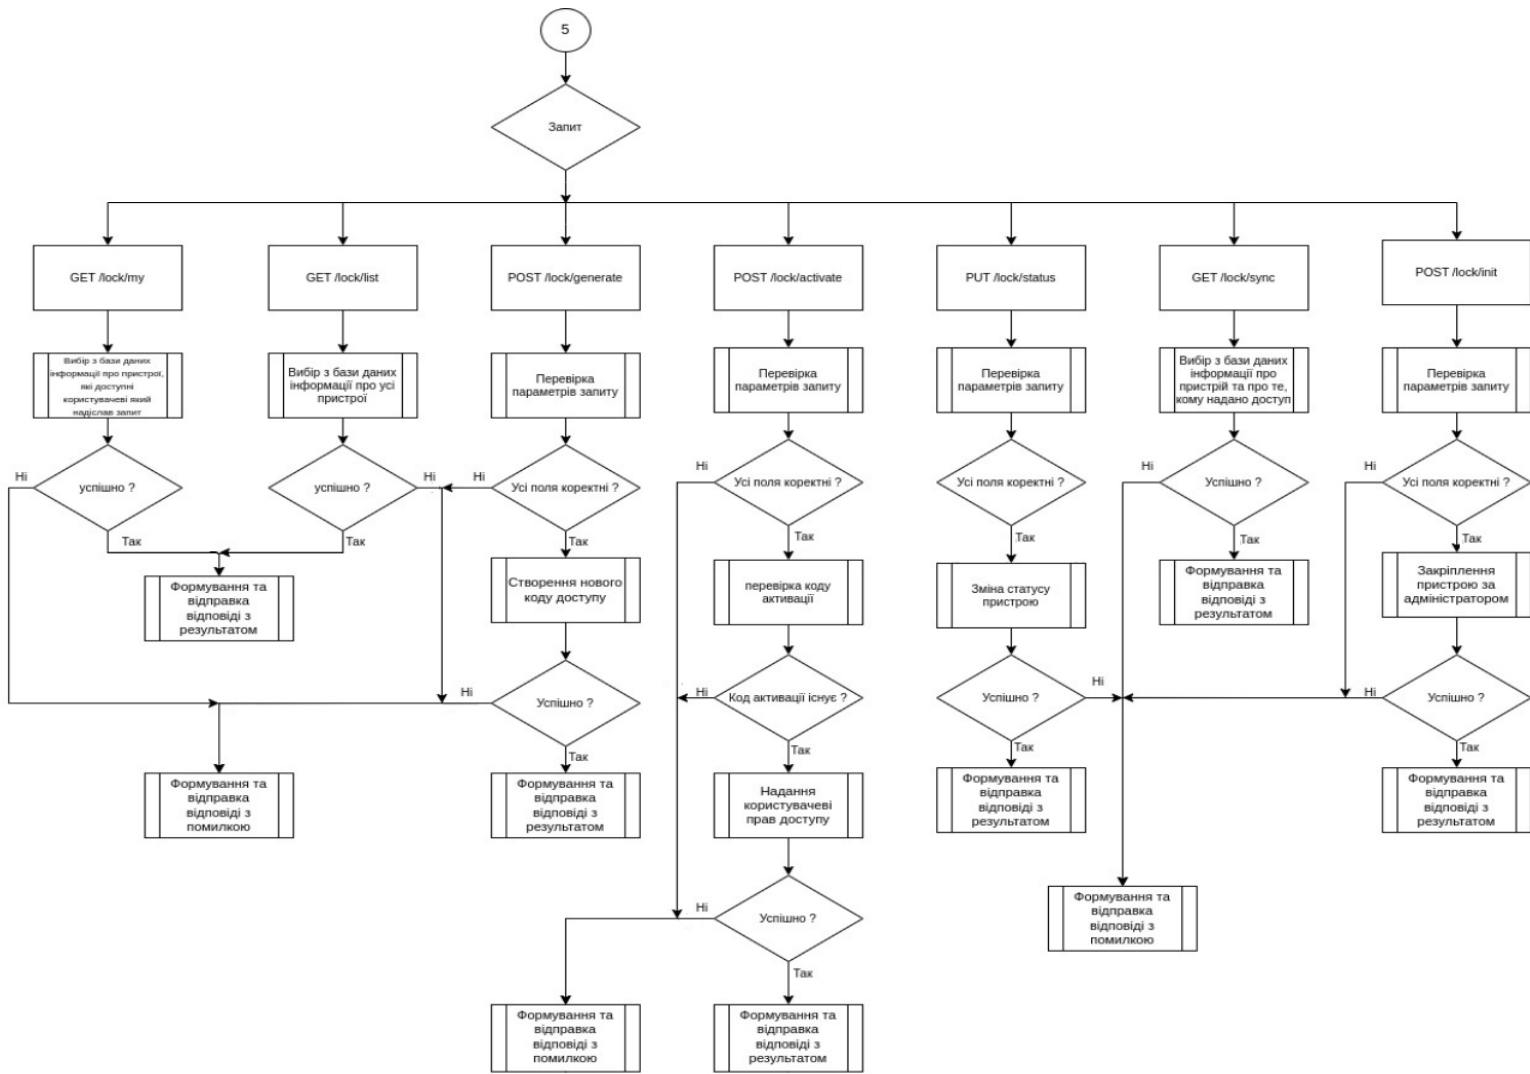 5
Запит
GET /lock/my
GET /lock/list
POST /lock/generate
POST /lock/activate
PUT /lock/status
GET /lock/sync
POST /lock/init
Вибір з бази даних
інформації про пристрої,
які доступні
користувачеві який
надіслав запит
Вибір з бази даних
інформації про усі
пристрої
Перевірка
параметрів запиту
Перевірка
параметрів запиту
Перевірка
параметрів запиту
Вибір з бази даних
інформації про
пристрій та про те,
кому надано доступ
Перевірка
параметрів запиту
Ні
успішно ?
Так
успішно ?
Ні
Так
Ні
Усі поля коректні ?
Так
Ні
Усі поля коректні ?
Так
Усі поля коректні ?
Так
Ні
Успішно ?
Так
Ні
Усі поля коректні ?
Так
Формування та
відправка
відповіді з
результатом
Створення нового
коду доступу
перевірка коду
активації
Зміна статусу
пристрою
Формування та
відправка
відповіді з
результатом
Закріплення
пристрою за
адміністратором
Ні
Успішно ?
Так
Ні
Код активації існує ?
Так
Успішно ?
Ні
Так
Ні
Успішно ?
Так
Формування та
відправка
відповіді з
помилкою
Формування та
відправка
відповіді з
результатом
Надання
користувачеві
прав доступу
Формування та
відправка
відповіді з
результатом
Формування та
відправка
відповіді з
результатом
Ні
Успішно ?
Так
Формування та
відправка
відповіді з
помилкою
Формування та
відправка
відповіді з
помилкою
Формування та
відправка
відповіді з
результатом